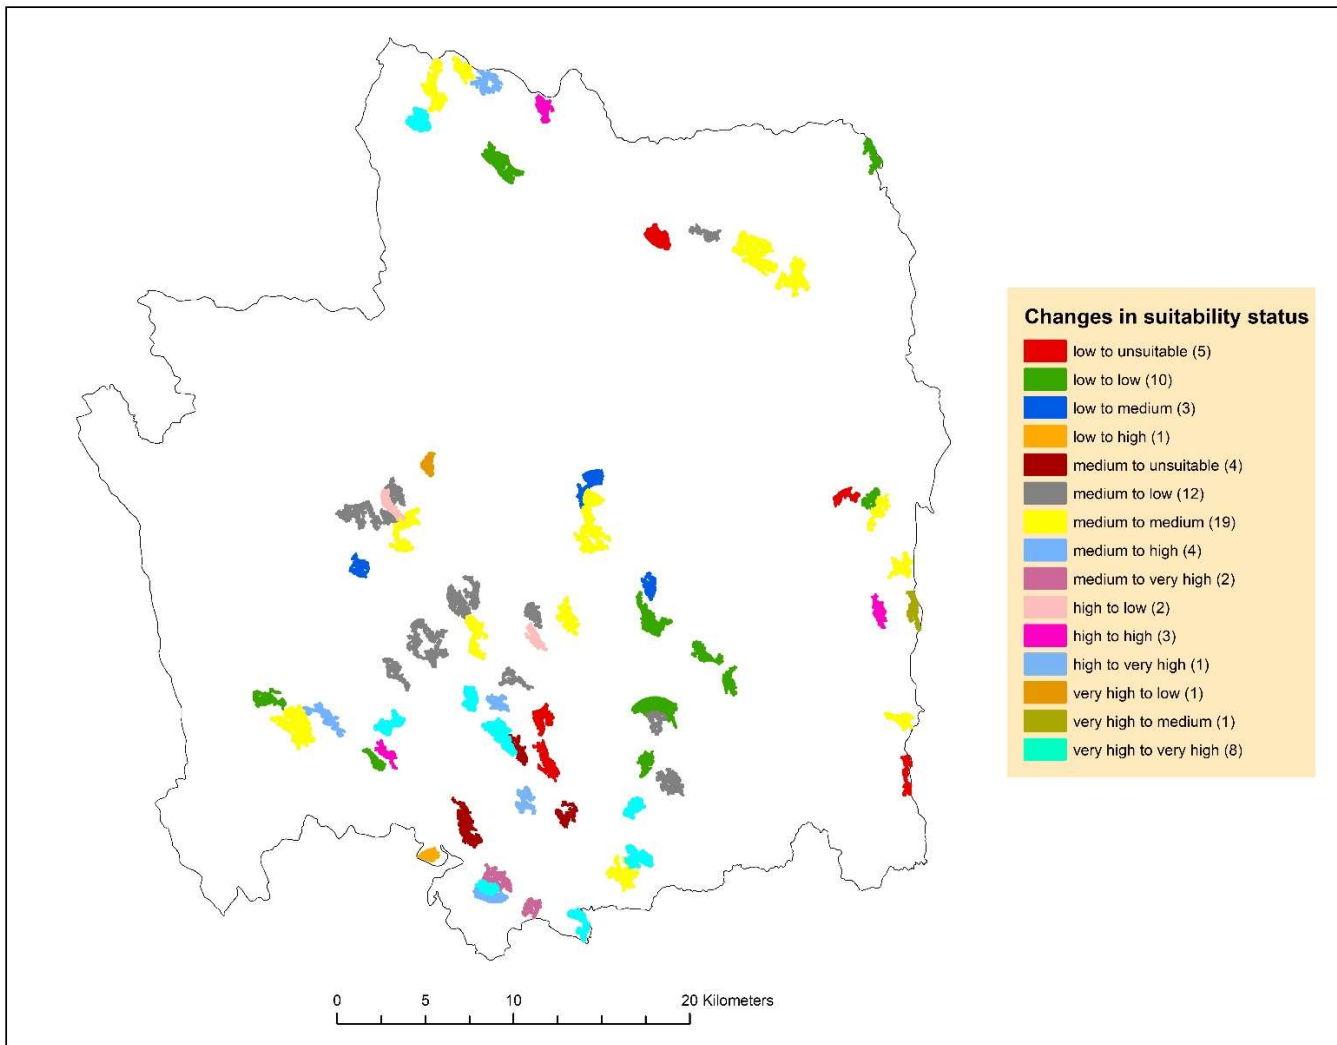 Changes in suitability status
low to unsuitable (5)
low to low (10)
low to medium (3)
low to high (1)
medium to unsuitable (4)
medium to low (12)
medium to medium (19)
medium to high (4)
medium to very high (2)
high to low (2)
high to high (3)
high to very high (1)
very high to low (1)
very high to medium (1)
very high to very high (8)
0 5 10 20 Kilometers